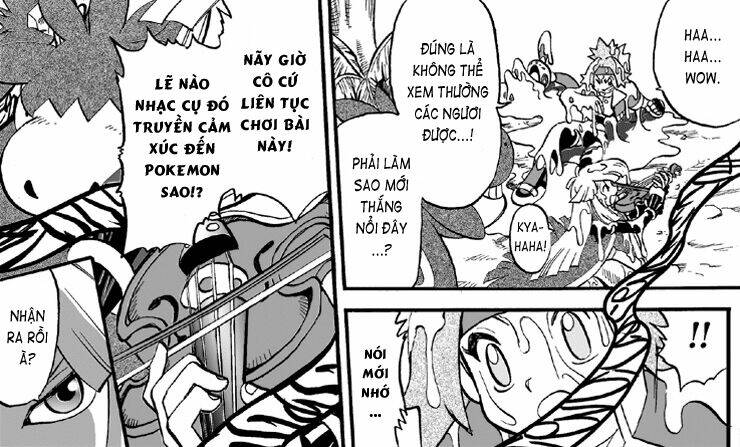 HAA...
HAA...
WOW.
ĐÚNG LÀ
KHÔNG THỂ
XEM THƯỜNG
CÁC NGƯƠI
ĐƯỢC...!
PHẢI LÀM
SAO MỚI
THẮNG
NỔI ĐÂY
...?
KYA-
HAHA!
NÃY GIỜ
CÔ CỨ
LIÊN TỤC
CHƠI BÀI
NÀY!
LẼ NÀO
NHẠC CỤ ĐÓ
TRUYỀN CẢM
XÚC ĐẾN
POKEMON
SAO!?
!!
NÓI
MỚI
NHỚ
...
NHẬN
RA RỒI
À?